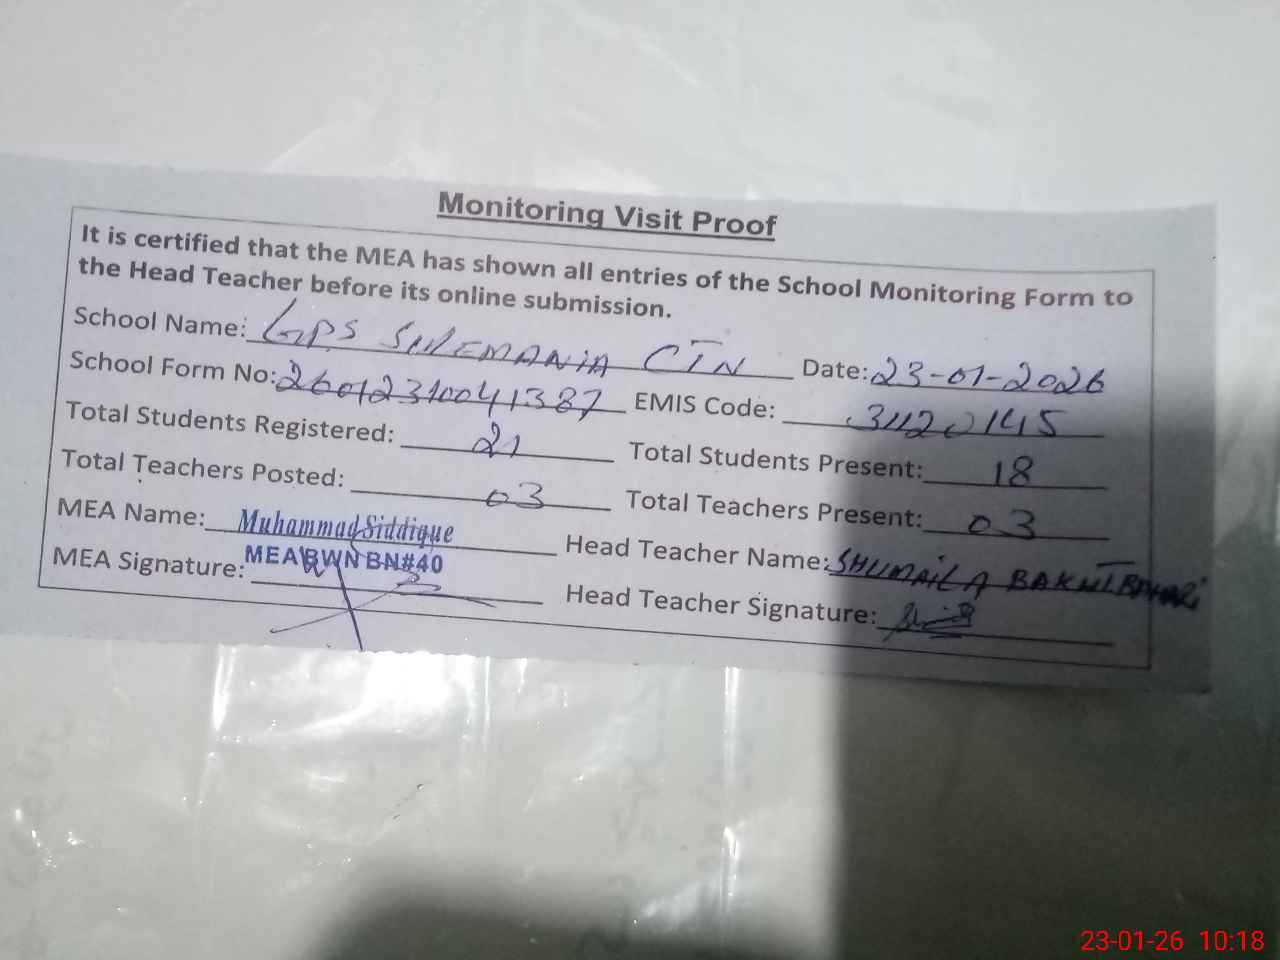 Monitoring Visit Proof
It is certified that the MEA has shown all entries of the School Monitoring Form to
the Head Teacher before its online submission.
School Name: GPS SULEMANIA CTN Date: 23-01-2026
School Form No: 26012310041387 EMIS Code: 31120145
Total Students Registered: 21 Total Students Present: 18
Total Teachers Posted: 03 Total Teachers Present: 03
MEA Name: Muhammad Siddique Head Teacher Name: SHUMAILA BAKHT
MEA BWN BN#40
MEA Signature: Head Teacher Signature:
23-01-26 10:18